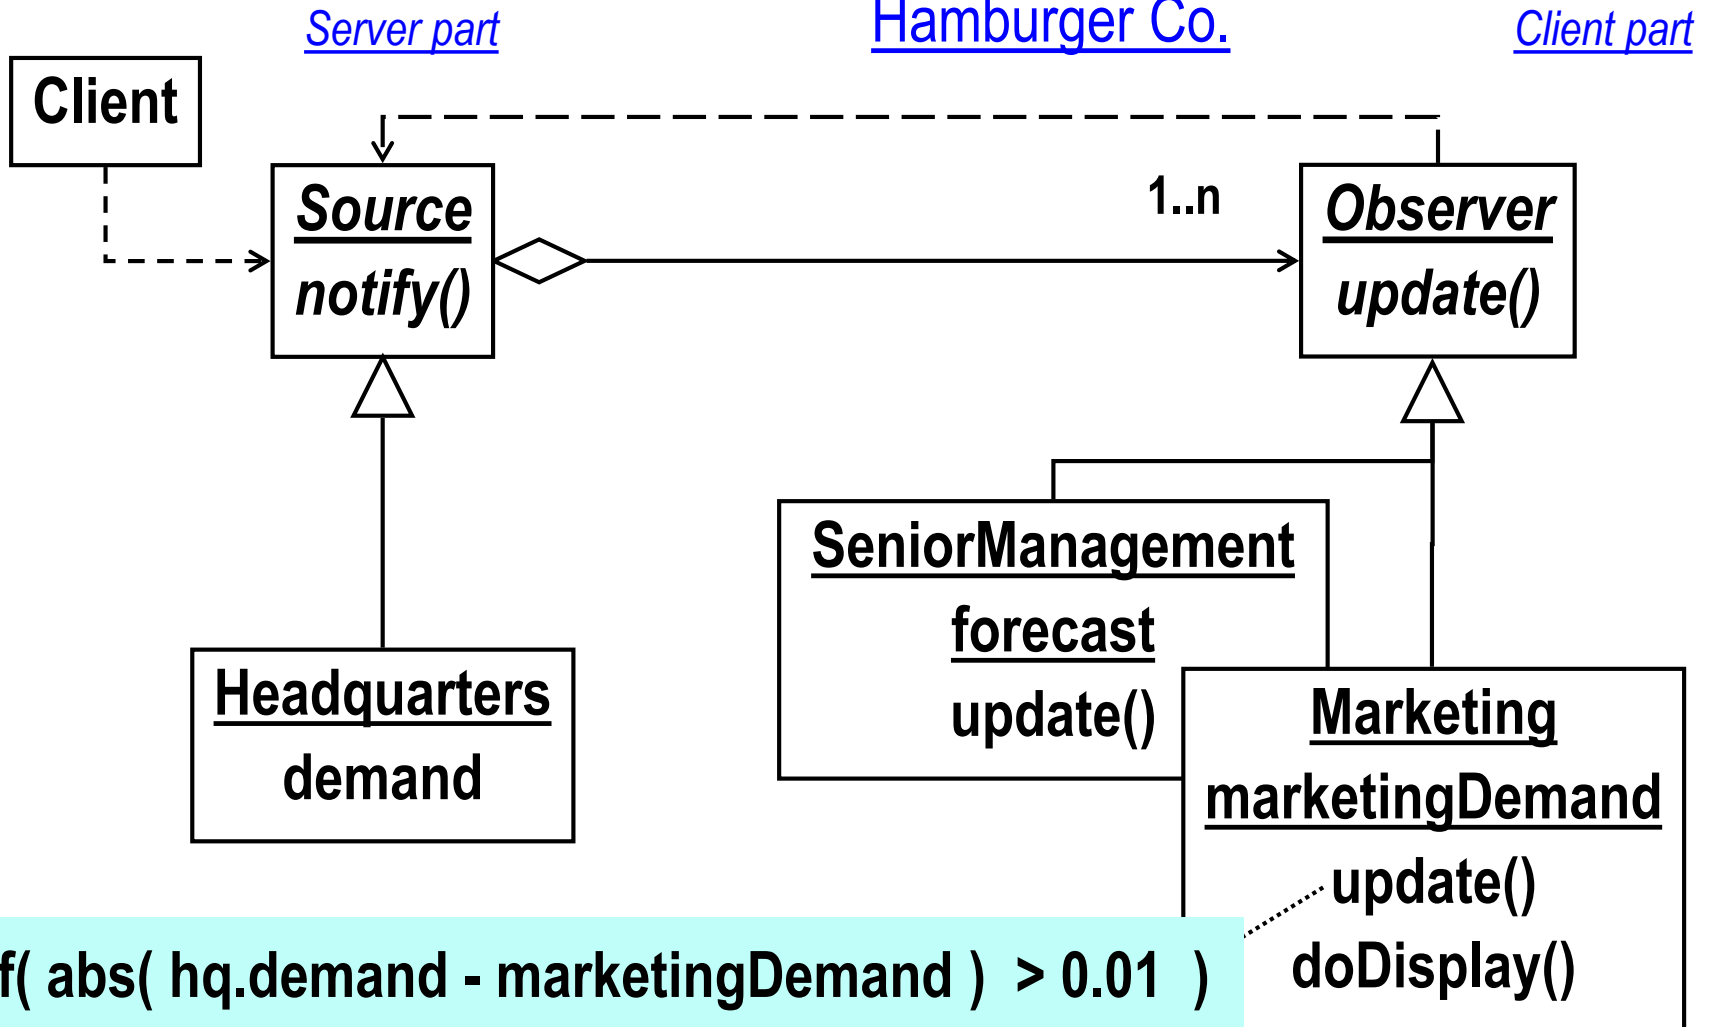 Server part
Hamburger Co.
Client part
Client
Source
notify()
1..n
Observer
update()
SeniorManagement
forecast
update()
Headquarters
demand
Marketing
marketingDemand
update()
doDisplay()
f( abs( hq.demand - marketingDemand ) > 0.01 )